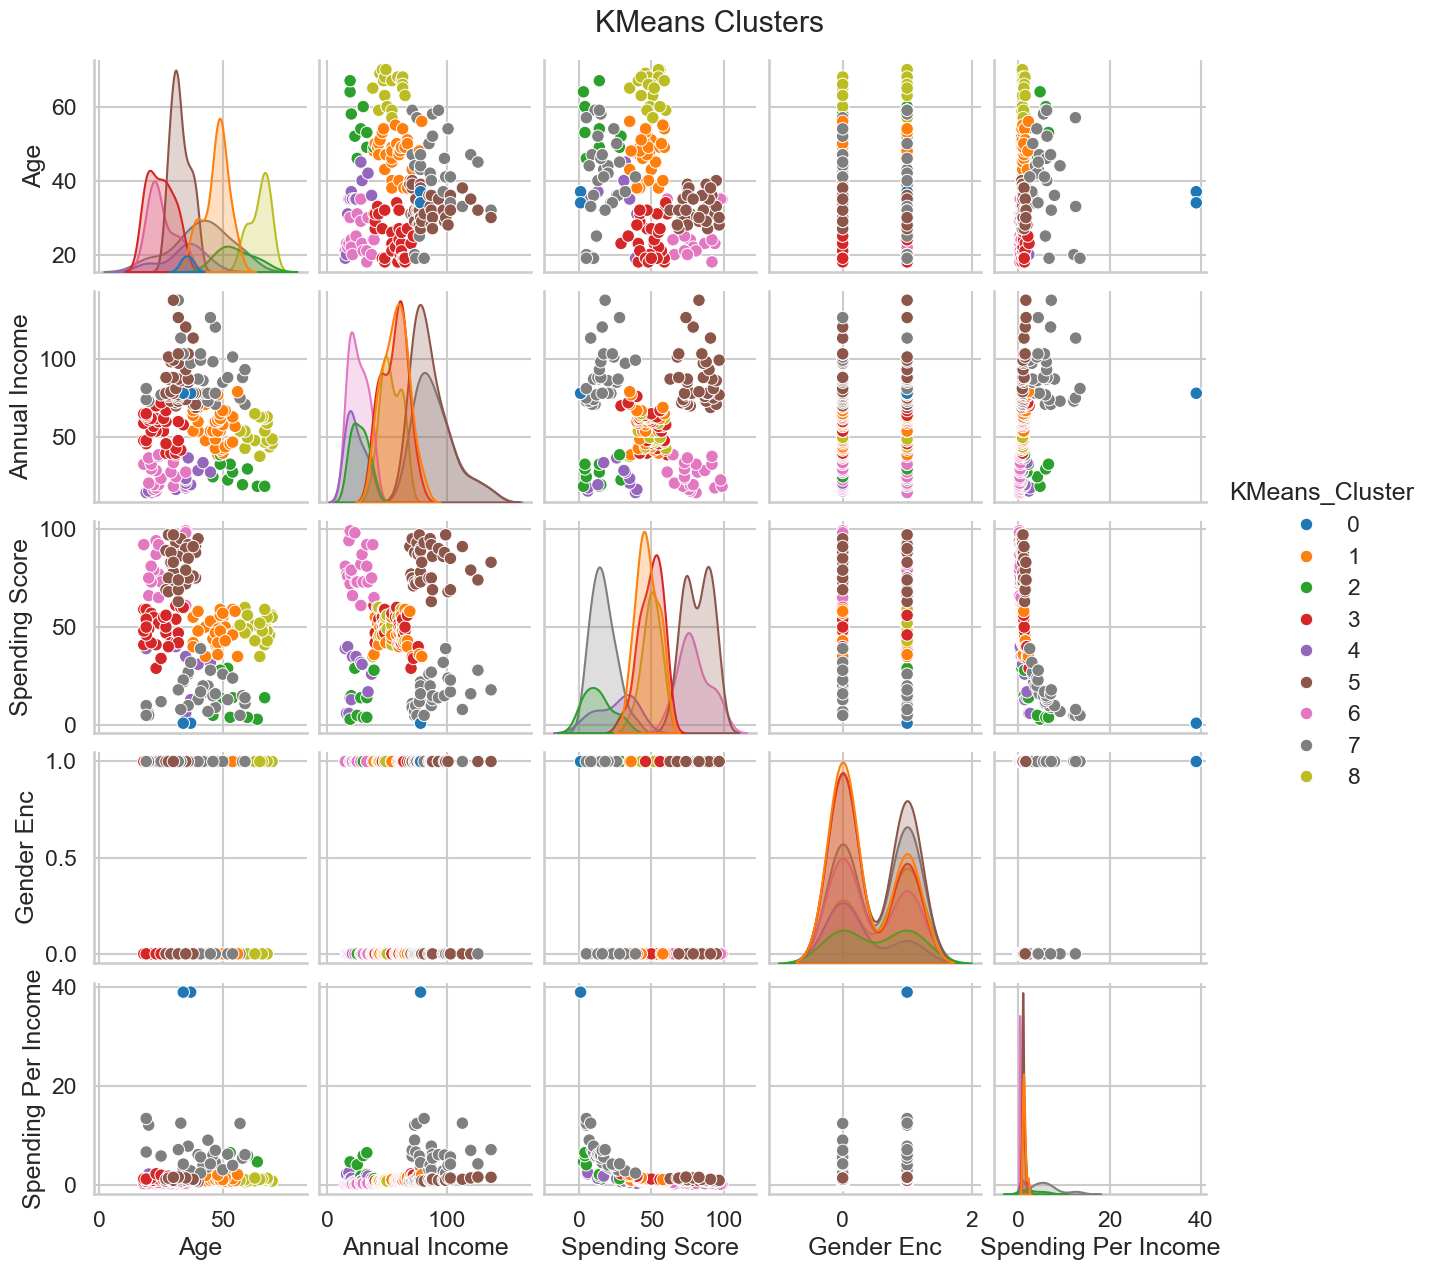 KMeans Clusters
60
40
20
Age
100
50
Annual Income
100
50
0
Spending Score
1.0
0.5
0.0
Gender Enc
40
20
0
Spending Per Income
0 50
0 100
0 50 100
0 2
0 20 40
Age
Annual Income
Spending Score
Gender Enc
Spending Per Income
KMeans_Cluster
0
1
2
3
4
5
6
7
8